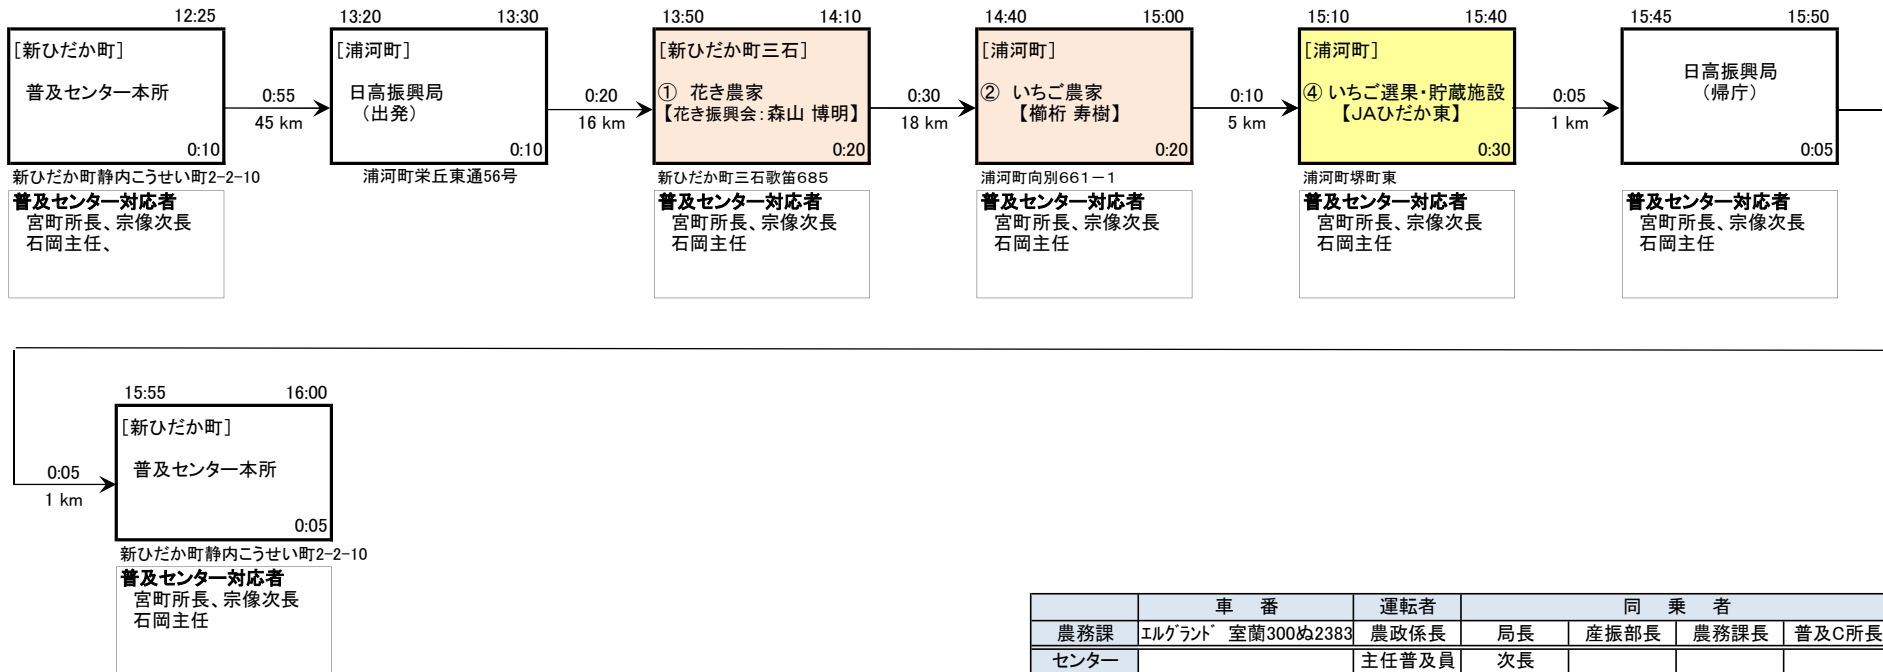 12:25
[新ひだか町]
普及センター本所
0:10
新ひだか町静内こうせい町2-2-10
普及センター対応者
宮町所長、宗像次長
石岡主任、
0:55
45 km
13:20 13:30
[浦河町]
日高振興局
（出発）
0:10
浦河町栄丘東通56号
0:20
16 km
13:50 14:10
[新ひだか町三石]
① 花き農家
【花き振興会：森山 博明】
0:20
新ひだか町三石歌笛685
普及センター対応者
宮町所長、宗像次長
石岡主任
0:30
18 km
14:40 15:00
[浦河町]
② いちご農家
【櫛桁 寿樹】
0:20
浦河町向別661－1
普及センター対応者
宮町所長、宗像次長
石岡主任
0:10
5 km
15:10 15:40
[浦河町]
④ いちご選果・貯蔵施設
【JAひだか東】
0:30
浦河町堺町東
普及センター対応者
宮町所長、宗像次長
石岡主任
0:05
1 km
15:45 15:50
日高振興局
（帰庁）
0:05
普及センター対応者
宮町所長、宗像次長
石岡主任
0:05
1 km
15:55 16:00
[新ひだか町]
普及センター本所
0:05
新ひだか町静内こうせい町2-2-10
普及センター対応者
宮町所長、宗像次長
石岡主任
車 番 運転者 同 乗 者
農務課 エルグランド 室蘭300ぬ2383 農政係長 局長 産振部長 農務課長 普及C所長
センター 主任普及員 次長